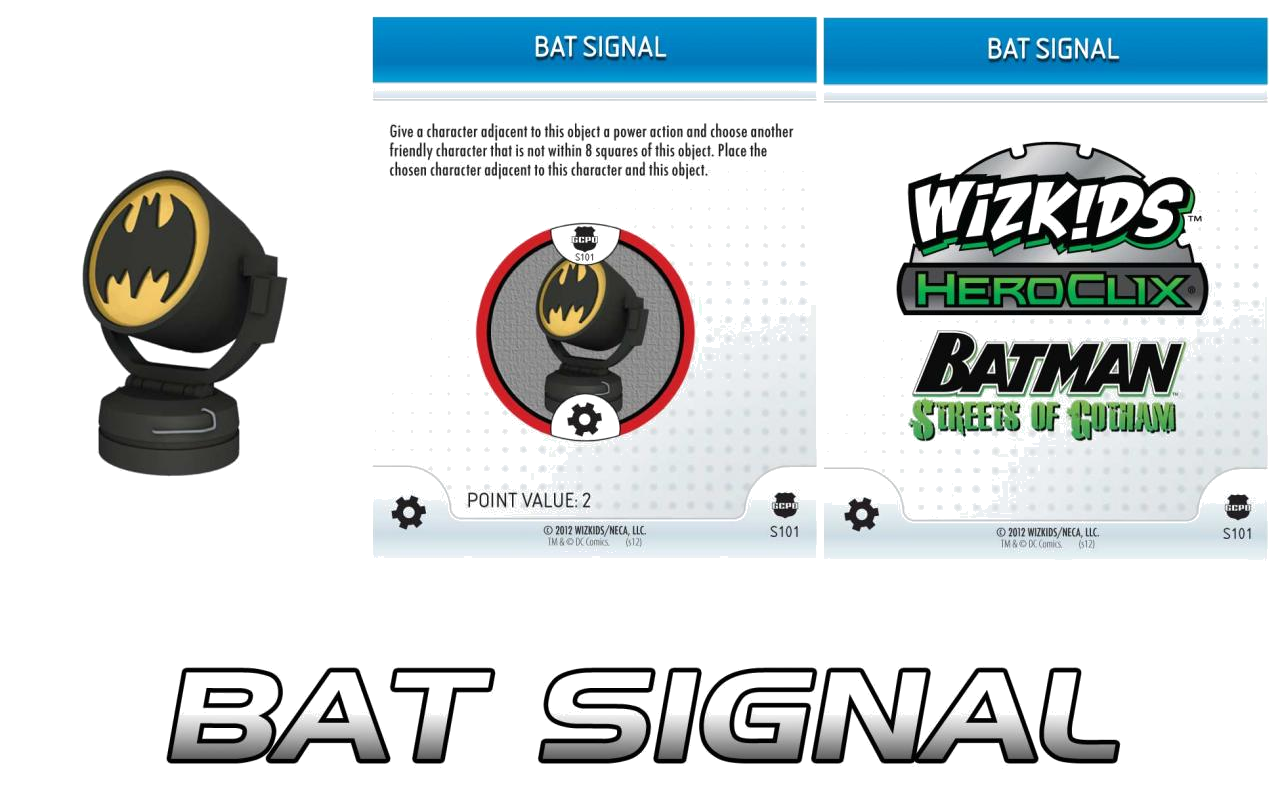 BAT SIGNAL
Give a character adjacent to this object a power action and choose another
friendly character that is not within 8 squares of this object. Place the
chosen character adjacent to this character and this object.
GCPD
S101
POINT VALUE: 2
GCPD
S101
© 2012 WIZKIDS/NECA, LLC.
TM & © DC Comics. (s12)
BAT SIGNAL
WIZKIDS™
HEROCLIX®
BATMAN™
STREETS OF GOTHAM
GCPD
S101
© 2012 WIZKIDS/NECA, LLC.
TM & © DC Comics. (s12)
BAT SIGNAL